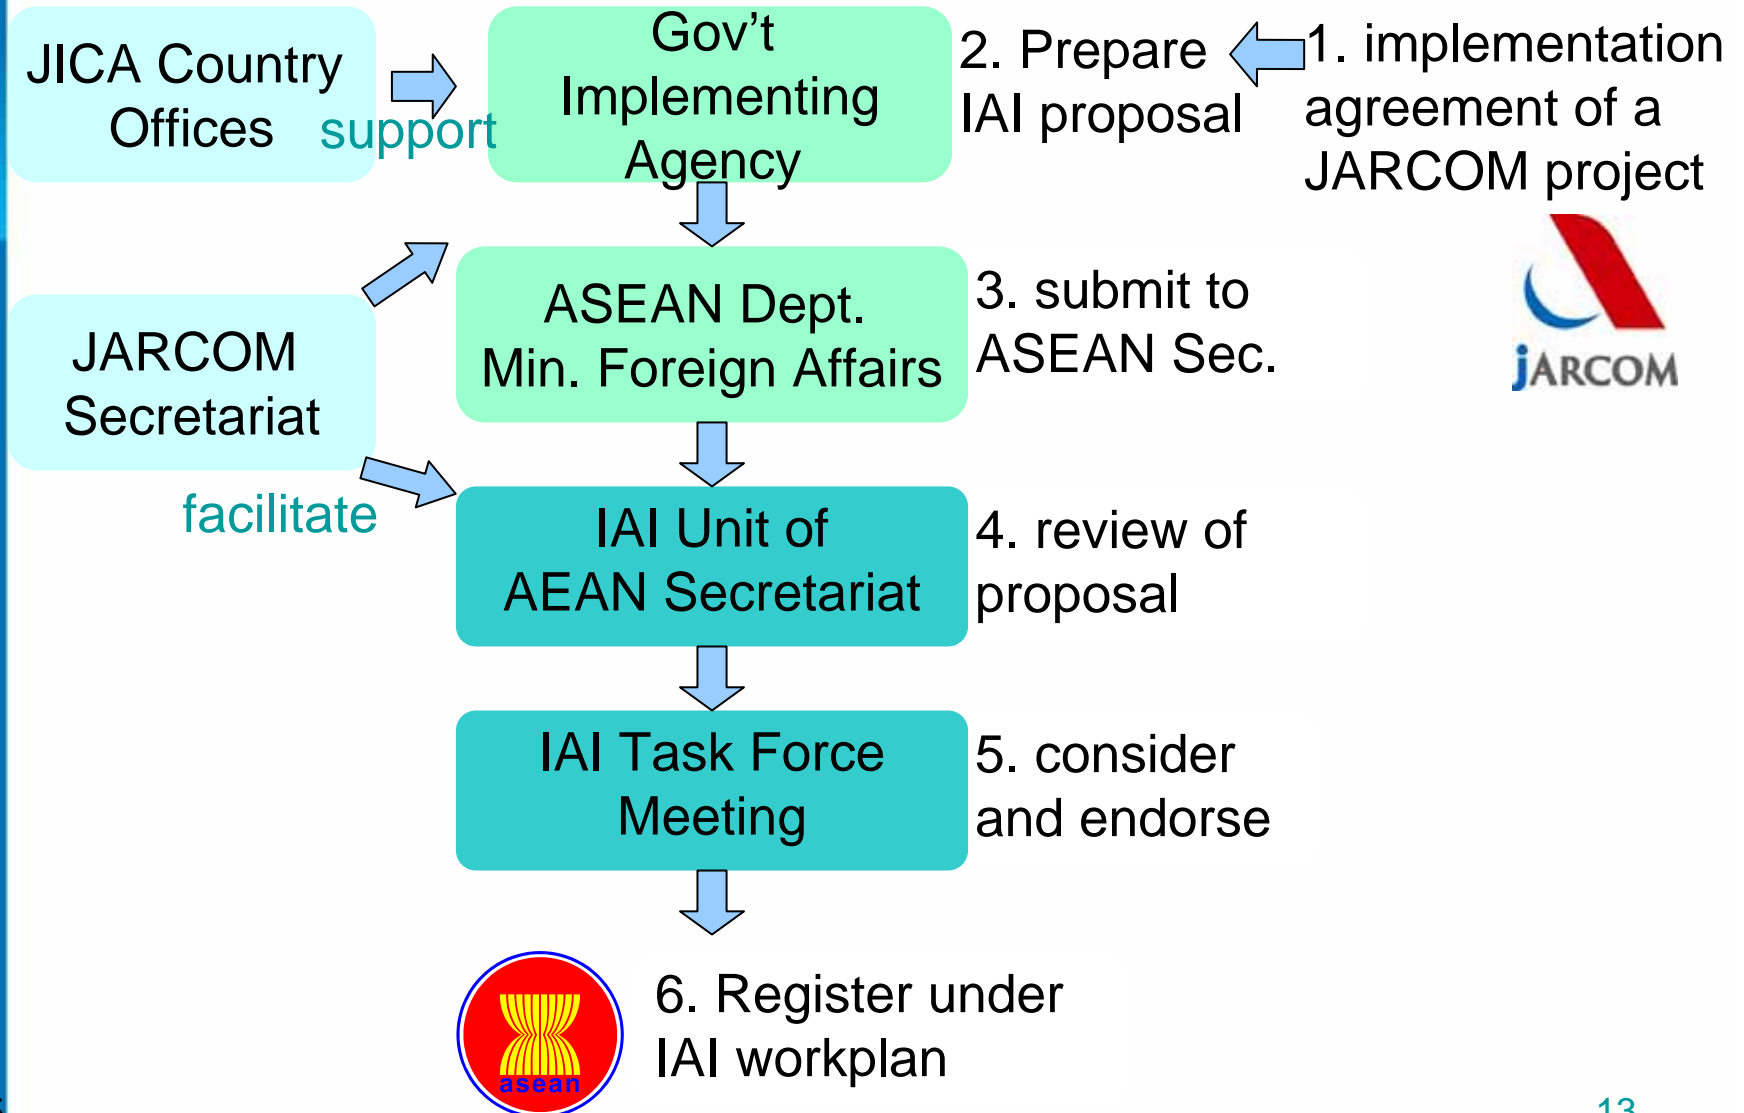 JICA Country
Offices
support
Gov’t
Implementing
Agency
2. Prepare
IAI proposal
1. implementation
agreement of a
JARCOM project
jARCOM
JARCOM
Secretariat
facilitate
ASEAN Dept.
Min. Foreign Affairs
3. submit to
ASEAN Sec.
IAI Unit of
AEAN Secretariat
4. review of
proposal
IAI Task Force
Meeting
5. consider
and endorse
asean
6. Register under
IAI workplan
13